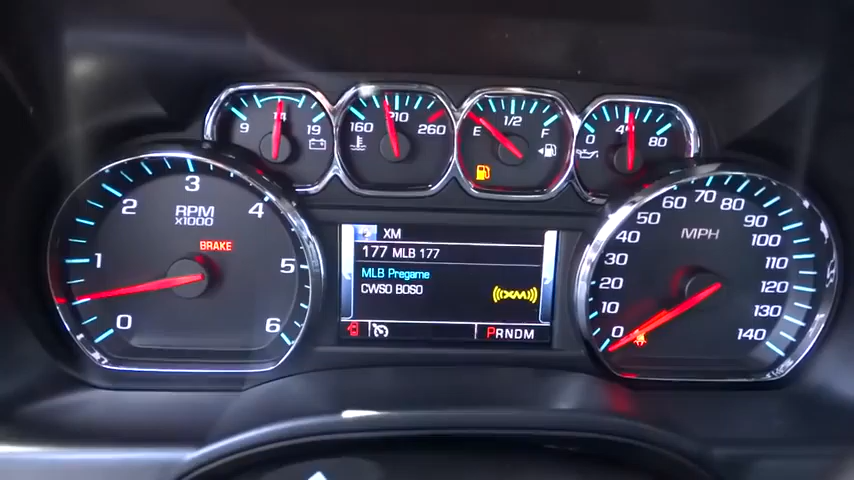 9 14 19
160 210 260
E 1/2 F
0 40 80
0 1 2 3 4 5 6
RPM
x1000
BRAKE
XM
177 MLB 177
MLB Pregame
CWSO BOSO
XM
PRNDM
0 10 20 30 40 50 60 70 80 90 100 110 120 130 140
MPH